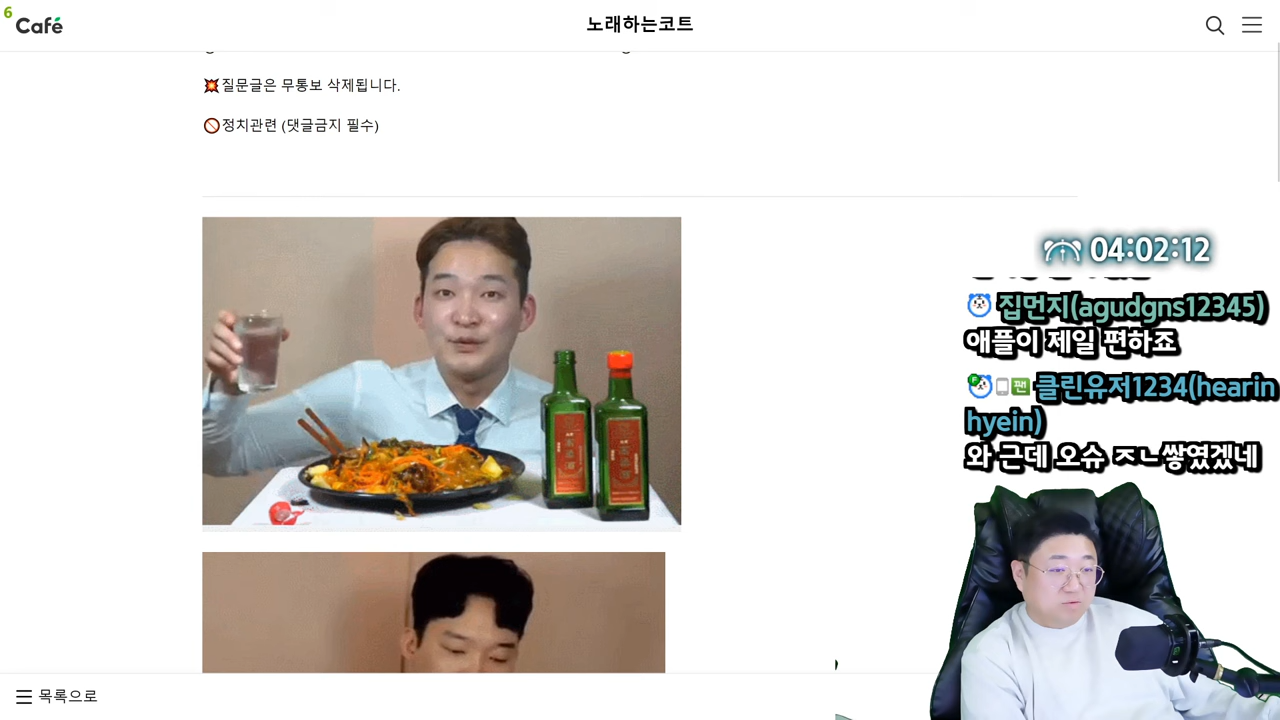 6
Café
노래하는코트
질문글은 무통보 삭제됩니다.
정치관련 (댓글금지 필수)
04:02:12
집먼지(agudgns12345)
애플이 제일 편하죠
짼 클린유저1234(hearin
hyein)
와 근데 오슈 ㅈㄴ쌓였겠네
목록으로